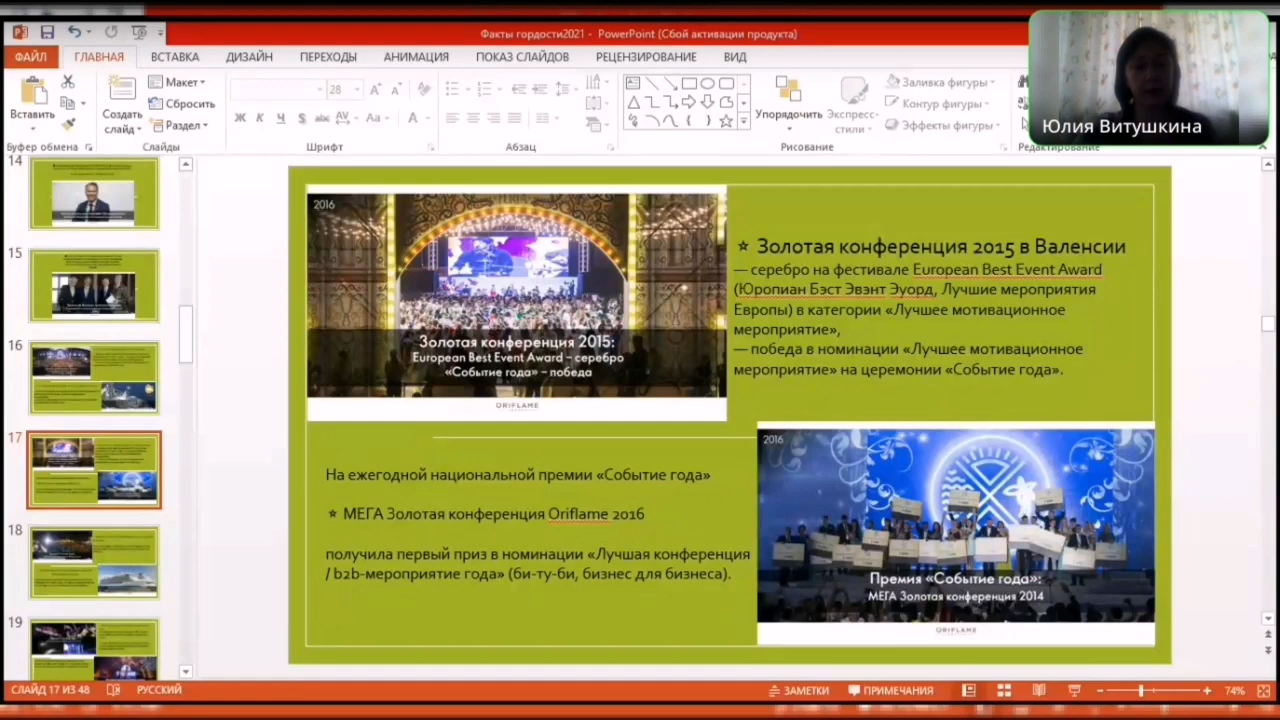 Факты гордости2021 - PowerPoint (Сбой активации продукта)
ФАЙЛ
ГЛАВНАЯ
ВСТАВКА
ДИЗАЙН
ПЕРЕХОДЫ
АНИМАЦИЯ
ПОКАЗ СЛАЙДОВ
РЕЦЕНЗИРОВАНИЕ
ВИД
Юлия Витушкина
Вставить
Создать
слайд
Макет
Сбросить
Раздел
28
Ж К Ч S abc AV Aa А
Упорядочить
Экспресс-
стили
Заливка фигуры
Контур фигуры
Эффекты фигуры
Буфер обмена
Слайды
Шрифт
Абзац
Рисование
Редактирование
14
15
16
17
18
19
2016
Золотая конференция 2015:
European Best Event Award – серебро
«Событие года» – победа
ORIFLAME
☆ Золотая конференция 2015 в Валенсии
— серебро на фестивале European Best Event Award
(Юропиан Бэст Эвэнт Эуорд, Лучшие мероприятия
Европы) в категории «Лучшее мотивационное
мероприятие»,
— победа в номинации «Лучшее мотивационное
мероприятие» на церемонии «Событие года».
На ежегодной национальной премии «Событие года»
☆ МЕГА Золотая конференция Oriflame 2016
получила первый приз в номинации «Лучшая конференция
/ b2b-мероприятие года» (би-ту-би, бизнес для бизнеса).
2016
Премия «Событие года»:
МЕГА Золотая конференция 2014
ORIFLAME
СЛАЙД 17 ИЗ 48
РУССКИЙ
ЗАМЕТКИ
ПРИМЕЧАНИЯ
74%